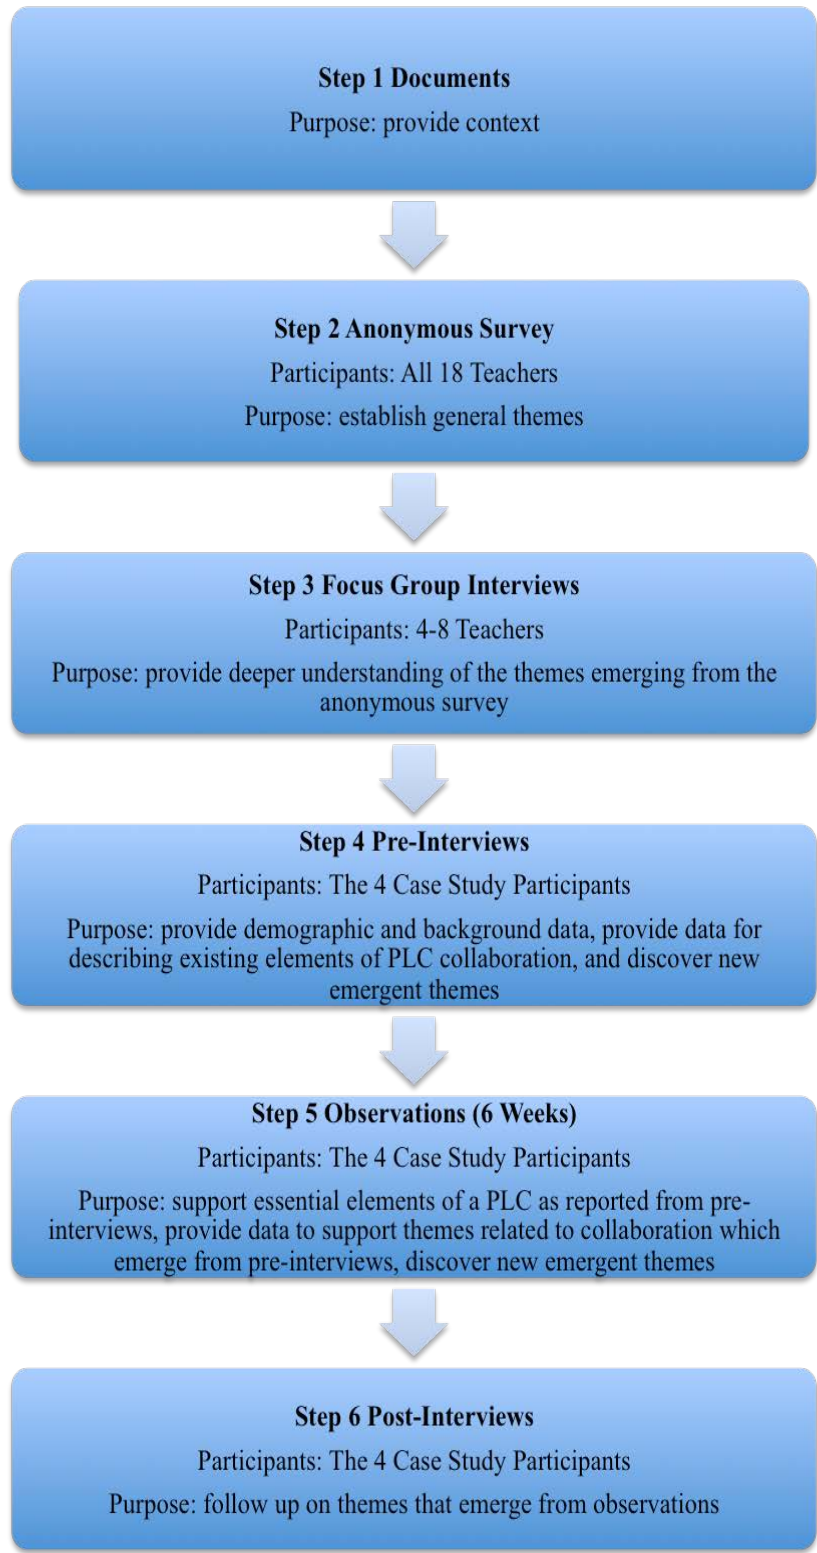 Step 1 Documents
Purpose: provide context
Step 2 Anonymous Survey
Participants: All 18 Teachers
Purpose: establish general themes
Step 3 Focus Group Interviews
Participants: 4-8 Teachers
Purpose: provide deeper understanding of the themes emerging from the
anonymous survey
Step 4 Pre-Interviews
Participants: The 4 Case Study Participants
Purpose: provide demographic and background data, provide data for
describing existing elements of PLC collaboration, and discover new
emergent themes
Step 5 Observations (6 Weeks)
Participants: The 4 Case Study Participants
Purpose: support essential elements of a PLC as reported from pre-
interviews, provide data to support themes related to collaboration which
emerge from pre-interviews, discover new emergent themes
Step 6 Post-Interviews
Participants: The 4 Case Study Participants
Purpose: follow up on themes that emerge from observations